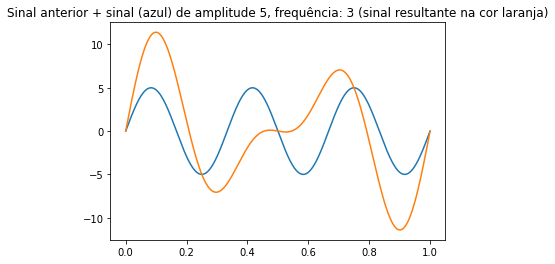 Sinal anterior + sinal (azul) de amplitude 5, frequência: 3 (sinal resultante na cor laranja)
10
5
0
−5
−10
0.0 0.2 0.4 0.6 0.8 1.0